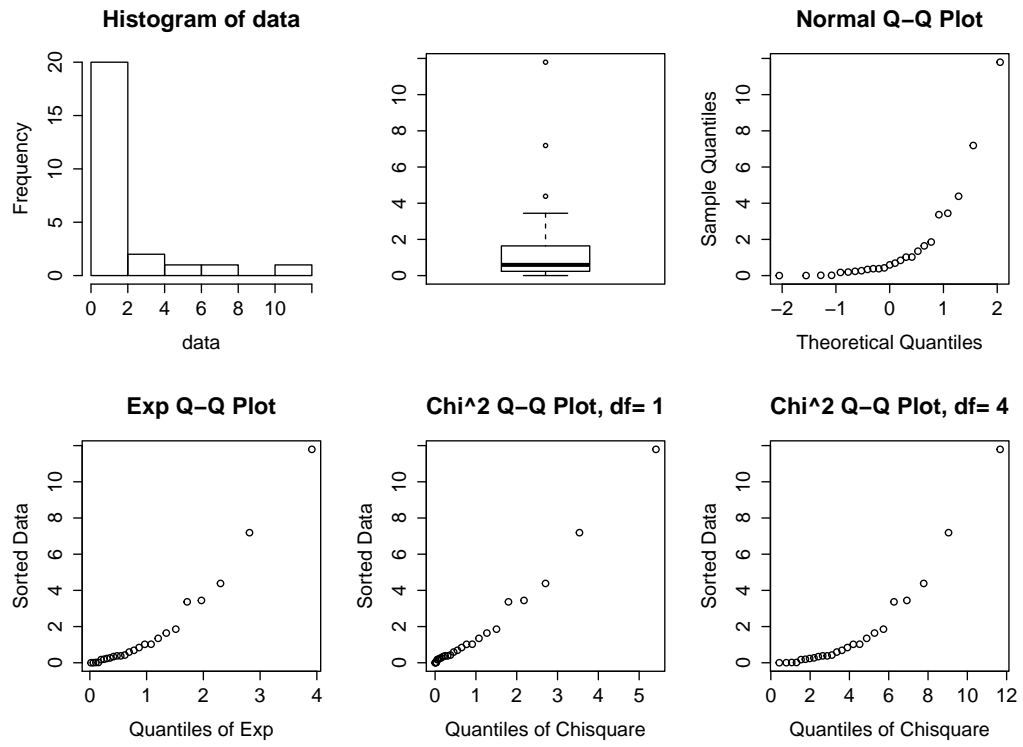 Histogram of data
Frequency
0 5 10 15 20
0 2 4 6 8 10
data
0 2 4 6 8 10
Normal Q−Q Plot
Sample Quantiles
0 2 4 6 8 10
−2 −1 0 1 2
Theoretical Quantiles
Exp Q−Q Plot
Sorted Data
0 2 4 6 8 10
0 1 2 3 4
Quantiles of Exp
Chi^2 Q−Q Plot, df= 1
Sorted Data
0 2 4 6 8 10
0 1 2 3 4 5
Quantiles of Chisquare
Chi^2 Q−Q Plot, df= 4
Sorted Data
0 2 4 6 8 10
0 2 4 6 8 10 12
Quantiles of Chisquare